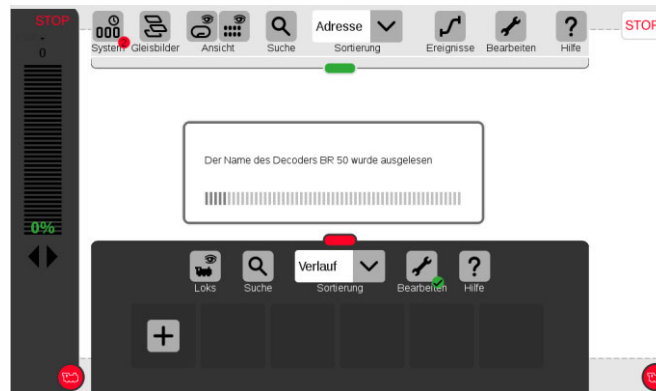 STOP
-
0
System
2
Gleisbilder
Ansicht
Suche
Adresse
Sortierung
Ereignisse
Bearbeiten
?
Hilfe
STOP
Der Name des Decoders BR 50 wurde ausgelesen
0%
Loks
Suche
Verlauf
Sortierung
Bearbeiten
?
Hilfe